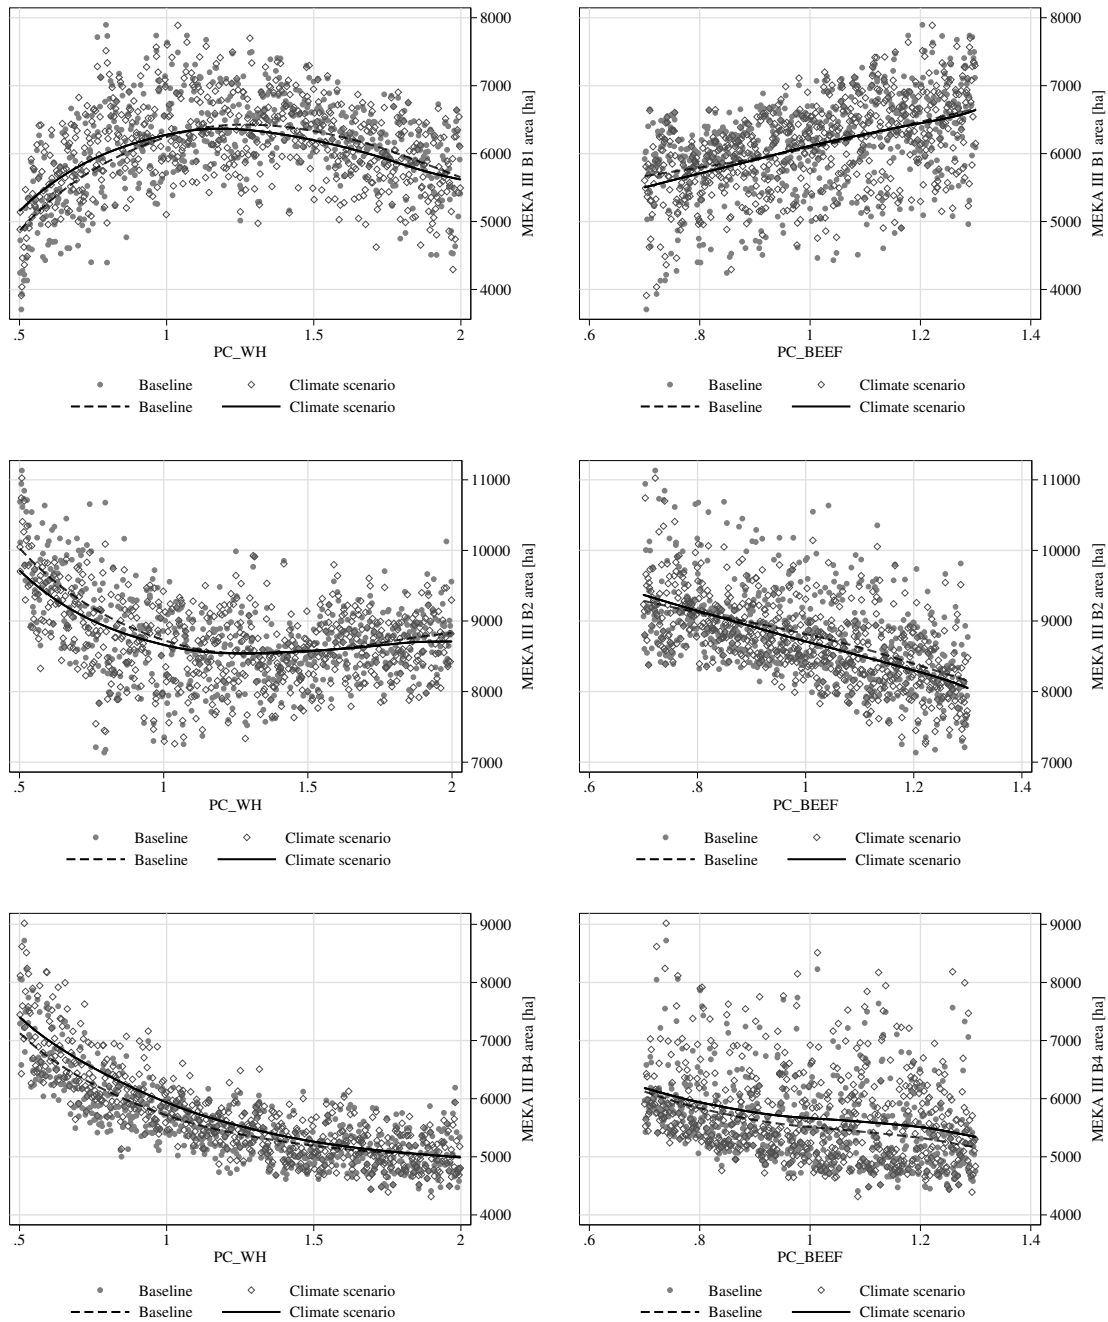 8000
7000
6000
5000
4000
MEKA III B1 area [ha]
.5 1 1.5 2
PC_WH
Baseline Climate scenario
Baseline Climate scenario
8000
7000
6000
5000
4000
MEKA III B1 area [ha]
.6 .8 1 1.2 1.4
PC_BEEF
Baseline Climate scenario
Baseline Climate scenario
11000
10000
9000
8000
7000
MEKA III B2 area [ha]
.5 1 1.5 2
PC_WH
Baseline Climate scenario
Baseline Climate scenario
11000
10000
9000
8000
7000
MEKA III B2 area [ha]
.6 .8 1 1.2 1.4
PC_BEEF
Baseline Climate scenario
Baseline Climate scenario
9000
8000
7000
6000
5000
4000
MEKA III B4 area [ha]
.5 1 1.5 2
PC_WH
Baseline Climate scenario
Baseline Climate scenario
9000
8000
7000
6000
5000
4000
MEKA III B4 area [ha]
.6 .8 1 1.2 1.4
PC_BEEF
Baseline Climate scenario
Baseline Climate scenario